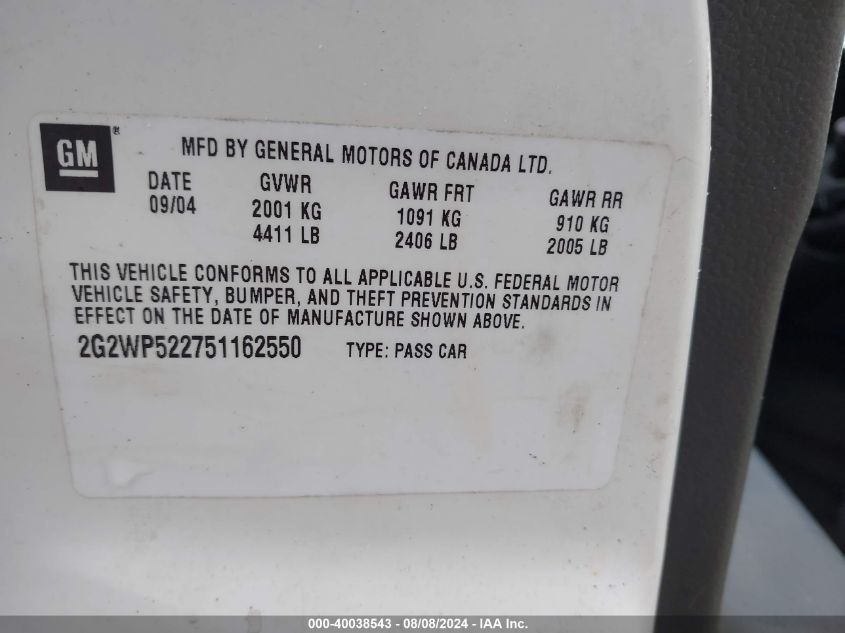 GM®
MFD BY GENERAL MOTORS OF CANADA LTD.
DATE GVWR GAWR FRT GAWR RR
09/04 2001 KG 1091 KG 910 KG
4411 LB 2406 LB 2005 LB
THIS VEHICLE CONFORMS TO ALL APPLICABLE U.S. FEDERAL MOTOR
VEHICLE SAFETY, BUMPER, AND THEFT PREVENTION STANDARDS IN
EFFECT ON THE DATE OF MANUFACTURE SHOWN ABOVE.
2G2WP522751162550 TYPE: PASS CAR
000-40038543 - 08/08/2024 - IAA Inc.